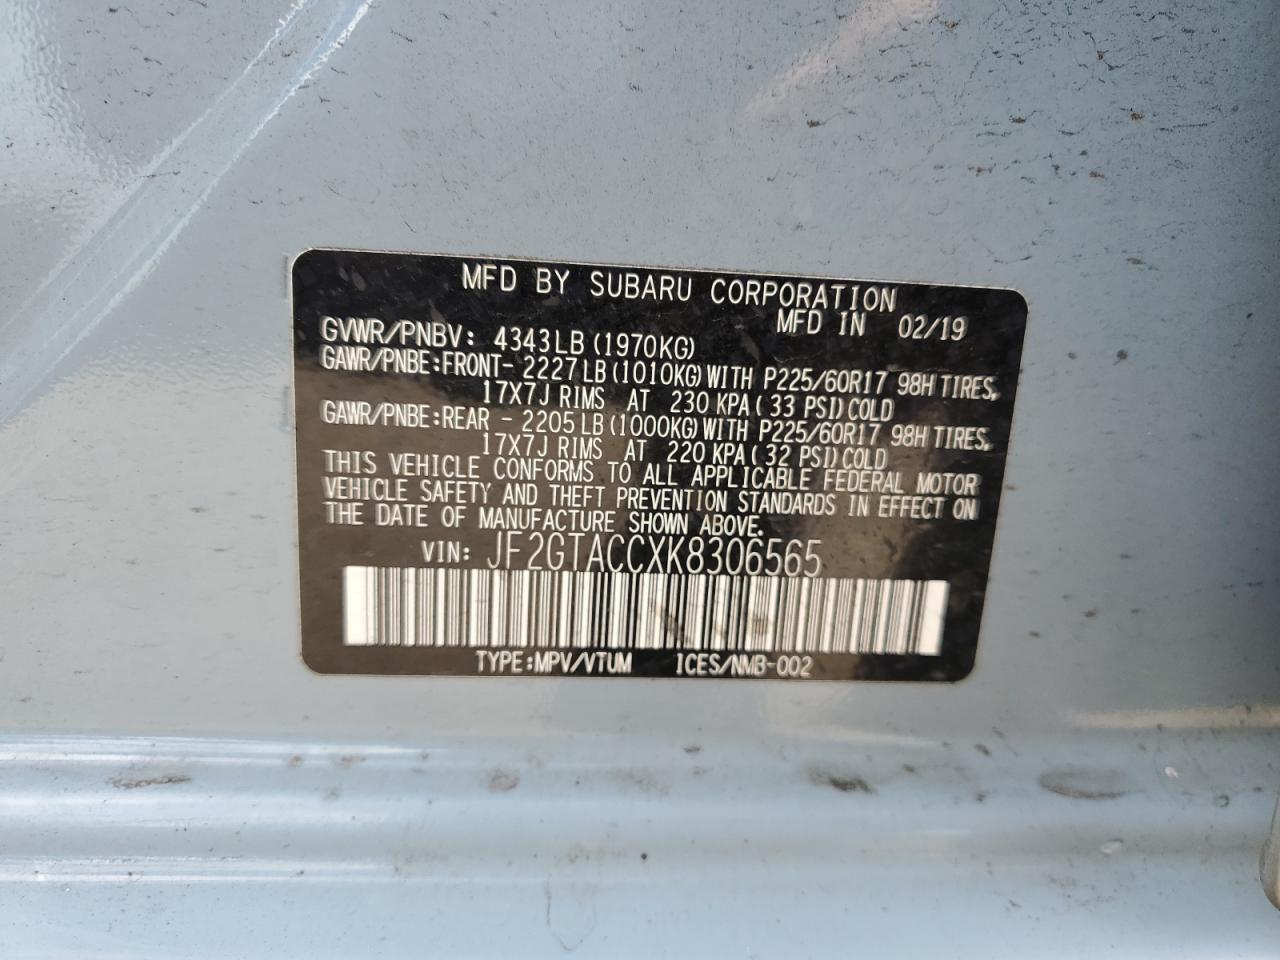 MFD BY SUBARU CORPORATION
MFD IN 02/19
GVWR/PNBV: 4343LB (1970KG)
GAWR/PNBE:FRONT- 2227LB (1010KG) WITH P225/60R17 98H TIRES,
17X7J RIMS AT 230 KPA( 33 PSI)COLD
GAWR/PNBE:REAR - 2205LB (1000KG) WITH P225/60R17 98H TIRES,
17X7J RIMS AT 220 KPA( 32 PSI)COLD
THIS VEHICLE CONFORMS TO ALL APPLICABLE FEDERAL MOTOR
VEHICLE SAFETY AND THEFT PREVENTION STANDARDS IN EFFECT ON
THE DATE OF MANUFACTURE SHOWN ABOVE.
VIN: JF2GTACCXK8306565
TYPE:MPV/VTUM ICES/NMB-002